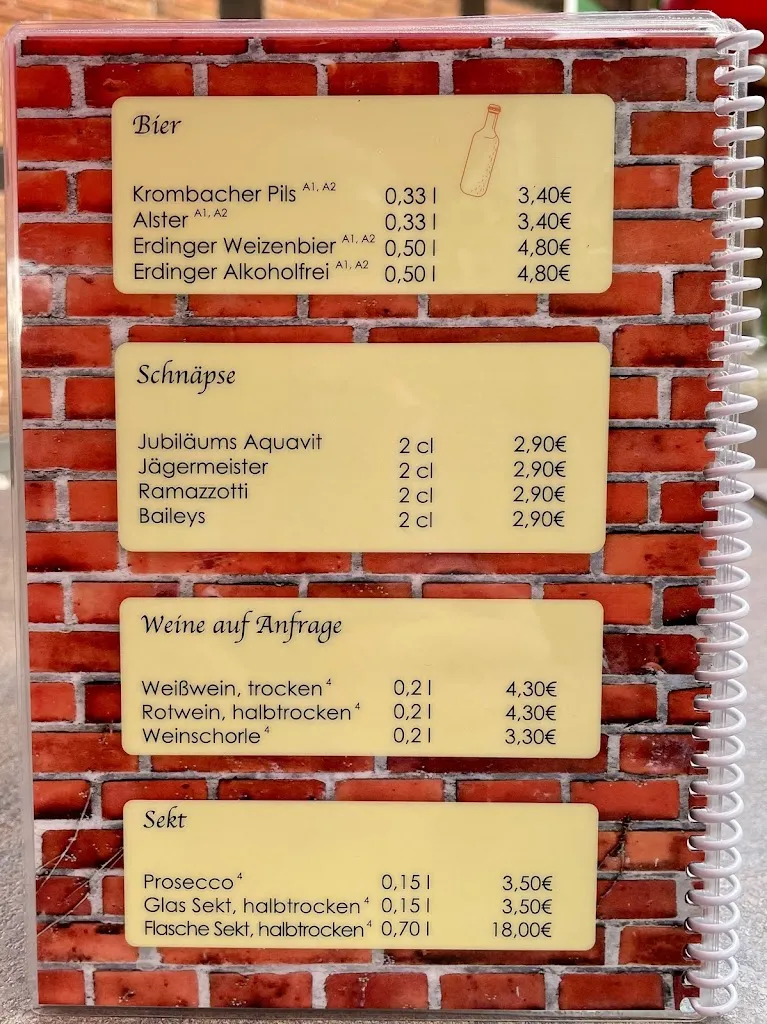 Bier
Krombacher Pils A1, A2 0,33 l 3,40€
Alster A1, A2 0,33 l 3,40€
Erdinger Weizenbier A1, A2 0,50 l 4,80€
Erdinger Alkoholfrei A1, A2 0,50 l 4,80€
Schnäpse
Jubiläums Aquavit 2 cl 2,90€
Jägermeister 2 cl 2,90€
Ramazzotti 2 cl 2,90€
Baileys 2 cl 2,90€
Weine auf Anfrage
Weißwein, trocken 4 0,2 l 4,30€
Rotwein, halbtrocken 4 0,2 l 4,30€
Weinschorle 4 0,2 l 3,30€
Sekt
Prosecco 4 0,15 l 3,50€
Glas Sekt, halbtrocken 4 0,15 l 3,50€
Flasche Sekt, halbtrocken 4 0,70 l 18,00€